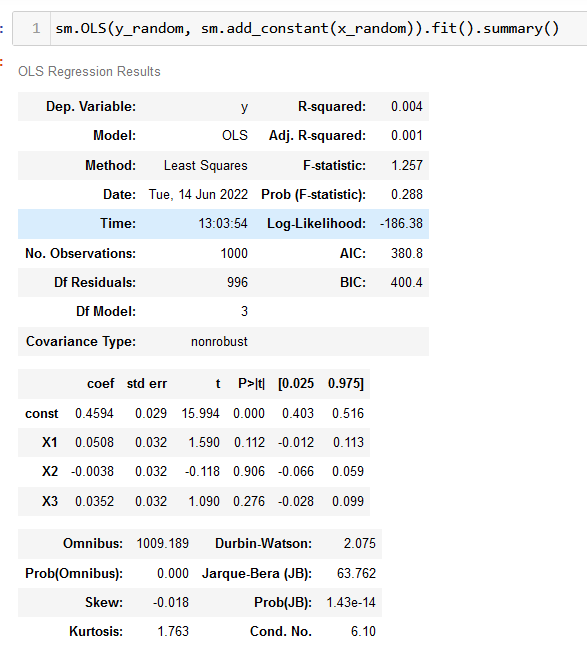 1 sm.OLS(y_random, sm.add_constant(x_random)).fit().summary()
OLS Regression Results
Dep. Variable: y R-squared: 0.004
Model: OLS Adj. R-squared: 0.001
Method: Least Squares F-statistic: 1.257
Date: Tue, 14 Jun 2022 Prob (F-statistic): 0.288
Time: 13:03:54 Log-Likelihood: -186.38
No. Observations: 1000 AIC: 380.8
Df Residuals: 996 BIC: 400.4
Df Model: 3
Covariance Type: nonrobust
coef std err t P>|t| [0.025 0.975]
const 0.4594 0.029 15.994 0.000 0.403 0.516
X1 0.0508 0.032 1.590 0.112 -0.012 0.113
X2 -0.0038 0.032 -0.118 0.906 -0.066 0.059
X3 0.0352 0.032 1.090 0.276 -0.028 0.099
Omnibus: 1009.189 Durbin-Watson: 2.075
Prob(Omnibus): 0.000 Jarque-Bera (JB): 63.762
Skew: -0.018 Prob(JB): 1.43e-14
Kurtosis: 1.763 Cond. No. 6.10